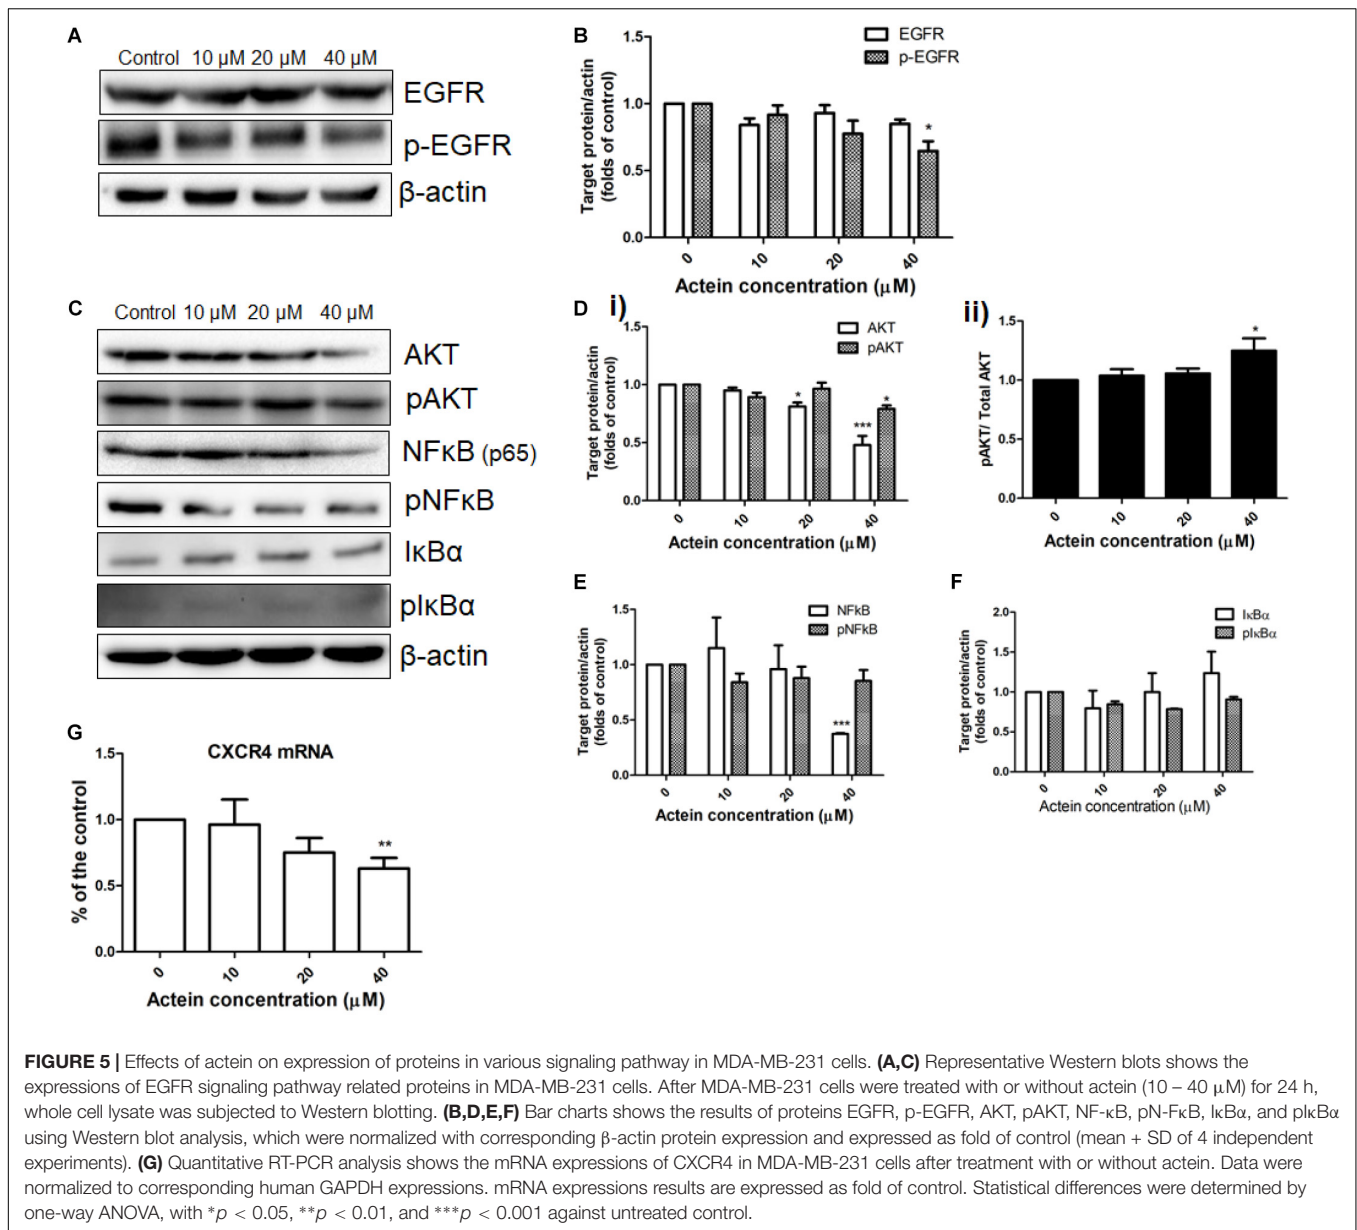 A
Control 10 μM 20 μM 40 μM
EGFR
p-EGFR
β-actin
B
EGFR
p-EGFR
Target protein/actin
(folds of control)
1.5
1.0
0.5
0.0
*
0 10 20 40
Actein concentration (μM)
C
Control 10 μM 20 μM 40 μM
AKT
pAKT
NFκB (p65)
pNFκB
IκBα
pIκBα
β-actin
D i)
AKT
pAKT
Target protein/actin
(folds of control)
1.5
1.0
0.5
0.0
* *** *
0 10 20 40
Actein concentration (μM)
ii)
pAKT/ Total AKT
1.5
1.0
0.5
0.0
*
0 10 20 40
Actein concentration (μM)
E
NFkB
pNFkB
Target protein/actin
(folds of control)
1.5
1.0
0.5
0.0
***
0 10 20 40
Actein concentration (μM)
F
IκBα
pIκBα
Target protein/actin
(folds of control)
2.0
1.5
1.0
0.5
0.0
0 10 20 40
Actein concentration (μM)
G
CXCR4 mRNA
% of the control
1.5
1.0
0.5
0.0
**
0 10 20 40
Actein concentration (μM)
FIGURE 5 | Effects of actein on expression of proteins in various signaling pathway in MDA-MB-231 cells. (A,C) Representative Western blots shows the
expressions of EGFR signaling pathway related proteins in MDA-MB-231 cells. After MDA-MB-231 cells were treated with or without actein (10 – 40 μM) for 24 h,
whole cell lysate was subjected to Western blotting. (B,D,E,F) Bar charts shows the results of proteins EGFR, p-EGFR, AKT, pAKT, NF-κB, pN-FκB, IκBα, and pIκBα
using Western blot analysis, which were normalized with corresponding β-actin protein expression and expressed as fold of control (mean + SD of 4 independent
experiments). (G) Quantitative RT-PCR analysis shows the mRNA expressions of CXCR4 in MDA-MB-231 cells after treatment with or without actein. Data were
normalized to corresponding human GAPDH expressions. mRNA expressions results are expressed as fold of control. Statistical differences were determined by
one-way ANOVA, with *p < 0.05, **p < 0.01, and ***p < 0.001 against untreated control.